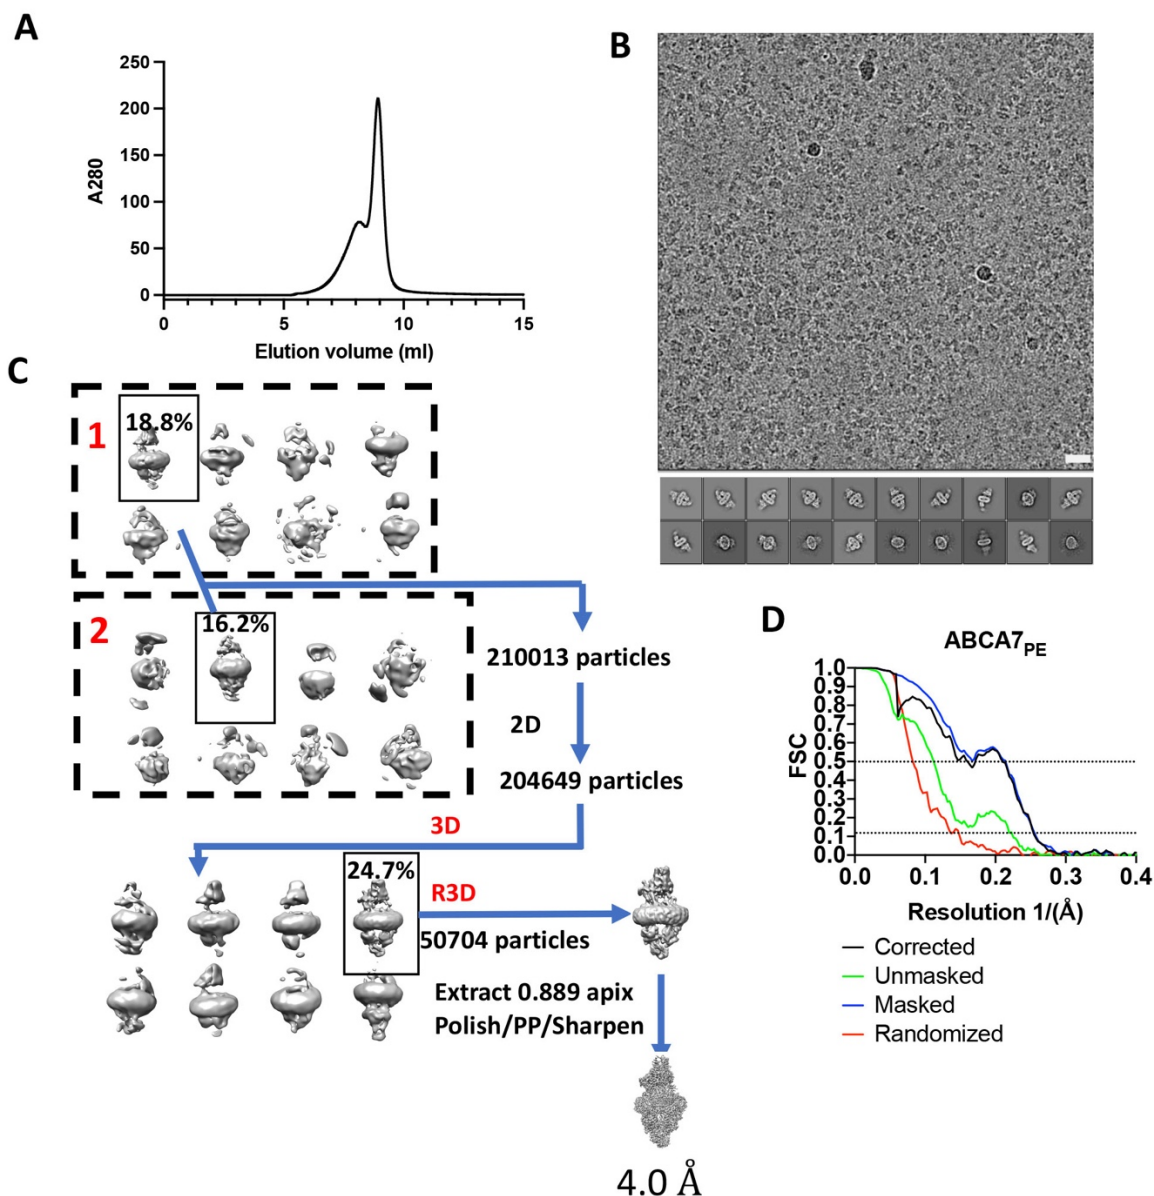 A
250
200
150
100
50
0
A280
0
5
10
15
Elution volume (ml)
B
C
1
18.8%
2
16.2%
210013 particles
2D
204649 particles
3D
24.7%
R3D
50704 particles
Extract 0.889 apix
Polish/PP/Sharpen
4.0 Å
D
ABCA7PE
1.0
0.9
0.8
0.7
0.6
0.5
0.4
0.3
0.2
0.1
0.0
FSC
0.0
0.1
0.2
0.3
0.4
Resolution 1/(Å)
Corrected
Unmasked
Masked
Randomized